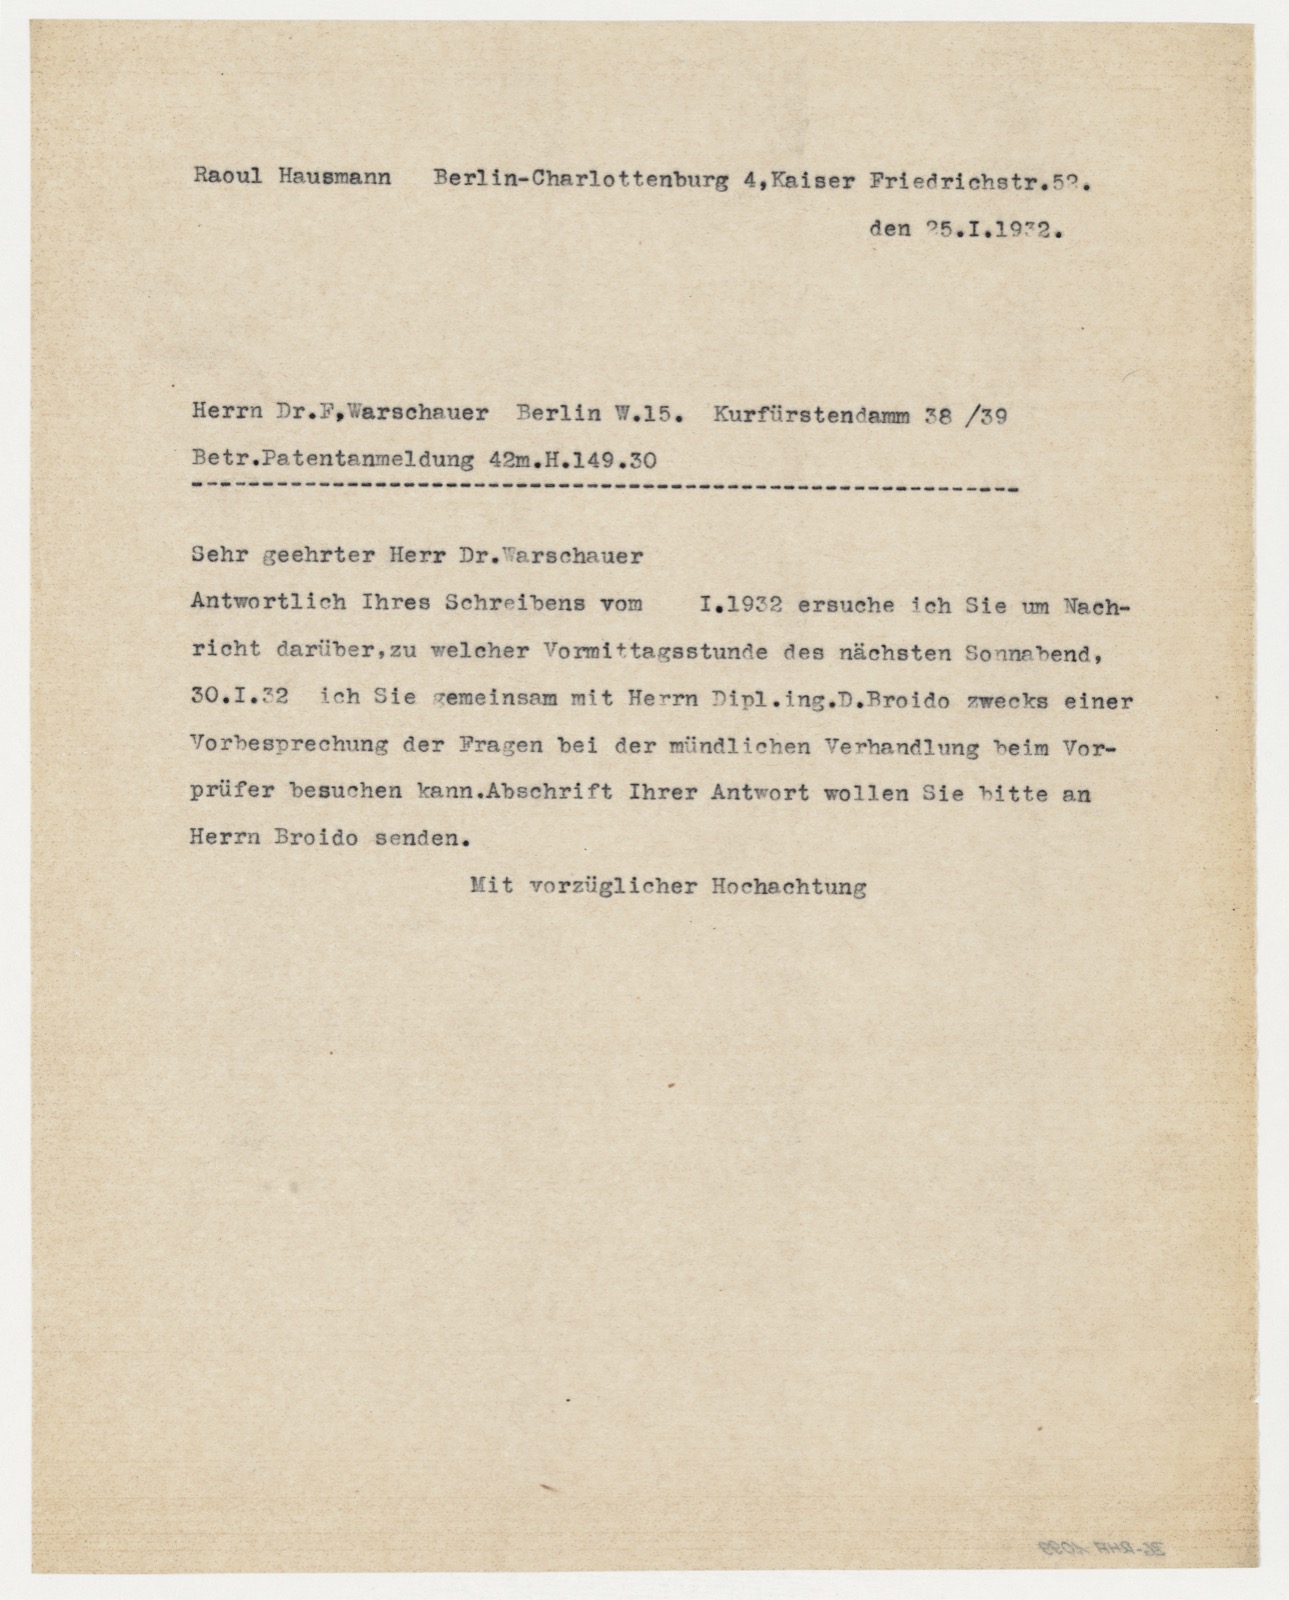 Raoul Hausmann Berlin-Charlottenburg 4,Kaiser Friedrichstr.52.
den 25.I.1932.
Herrn Dr.F,Warschauer Berlin W.15. Kurfürstendamm 38 /39
Betr.Patentanmeldung 42m.H.149.30
Sehr geehrter Herr Dr.Warschauer
Antwortlich Ihres Schreibens vom I.1932 ersuche ich Sie um Nach-
richt darüber,zu welcher Vormittagsstunde des nächsten Sonnabend,
30.I.32 ich Sie gemeinsam mit Herrn Dipl.ing.D.Broido zwecks einer
Vorbesprechung der Fragen bei der mündlichen Verhandlung beim Vor-
prüfer besuchen kann.Abschrift Ihrer Antwort wollen Sie bitte an
Herrn Broido senden.
Mit vorzüglicher Hochachtung